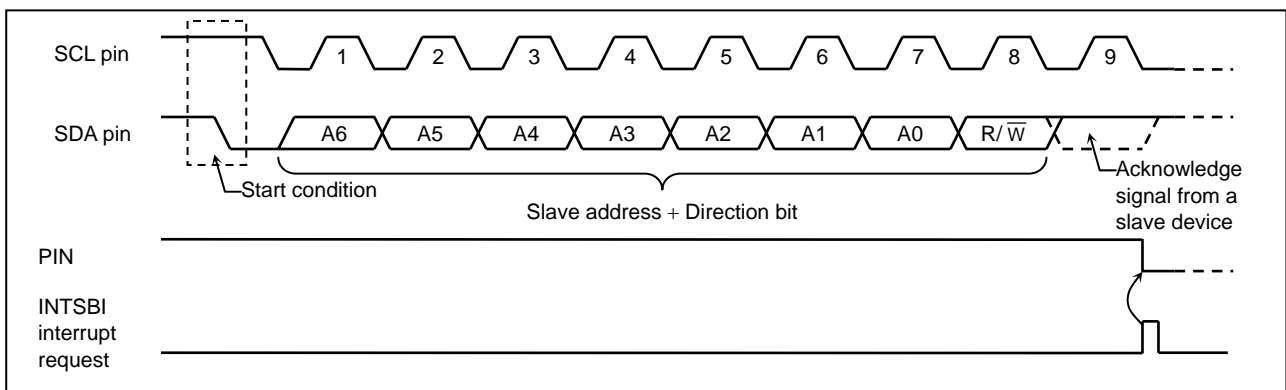 SCL pin
1 2 3 4 5 6 7 8 9
SDA pin
A6 A5 A4 A3 A2 A1 A0 R/W̅
Start condition
Slave address + Direction bit
Acknowledge
signal from a
slave device
PIN
INTSBI
interrupt
request